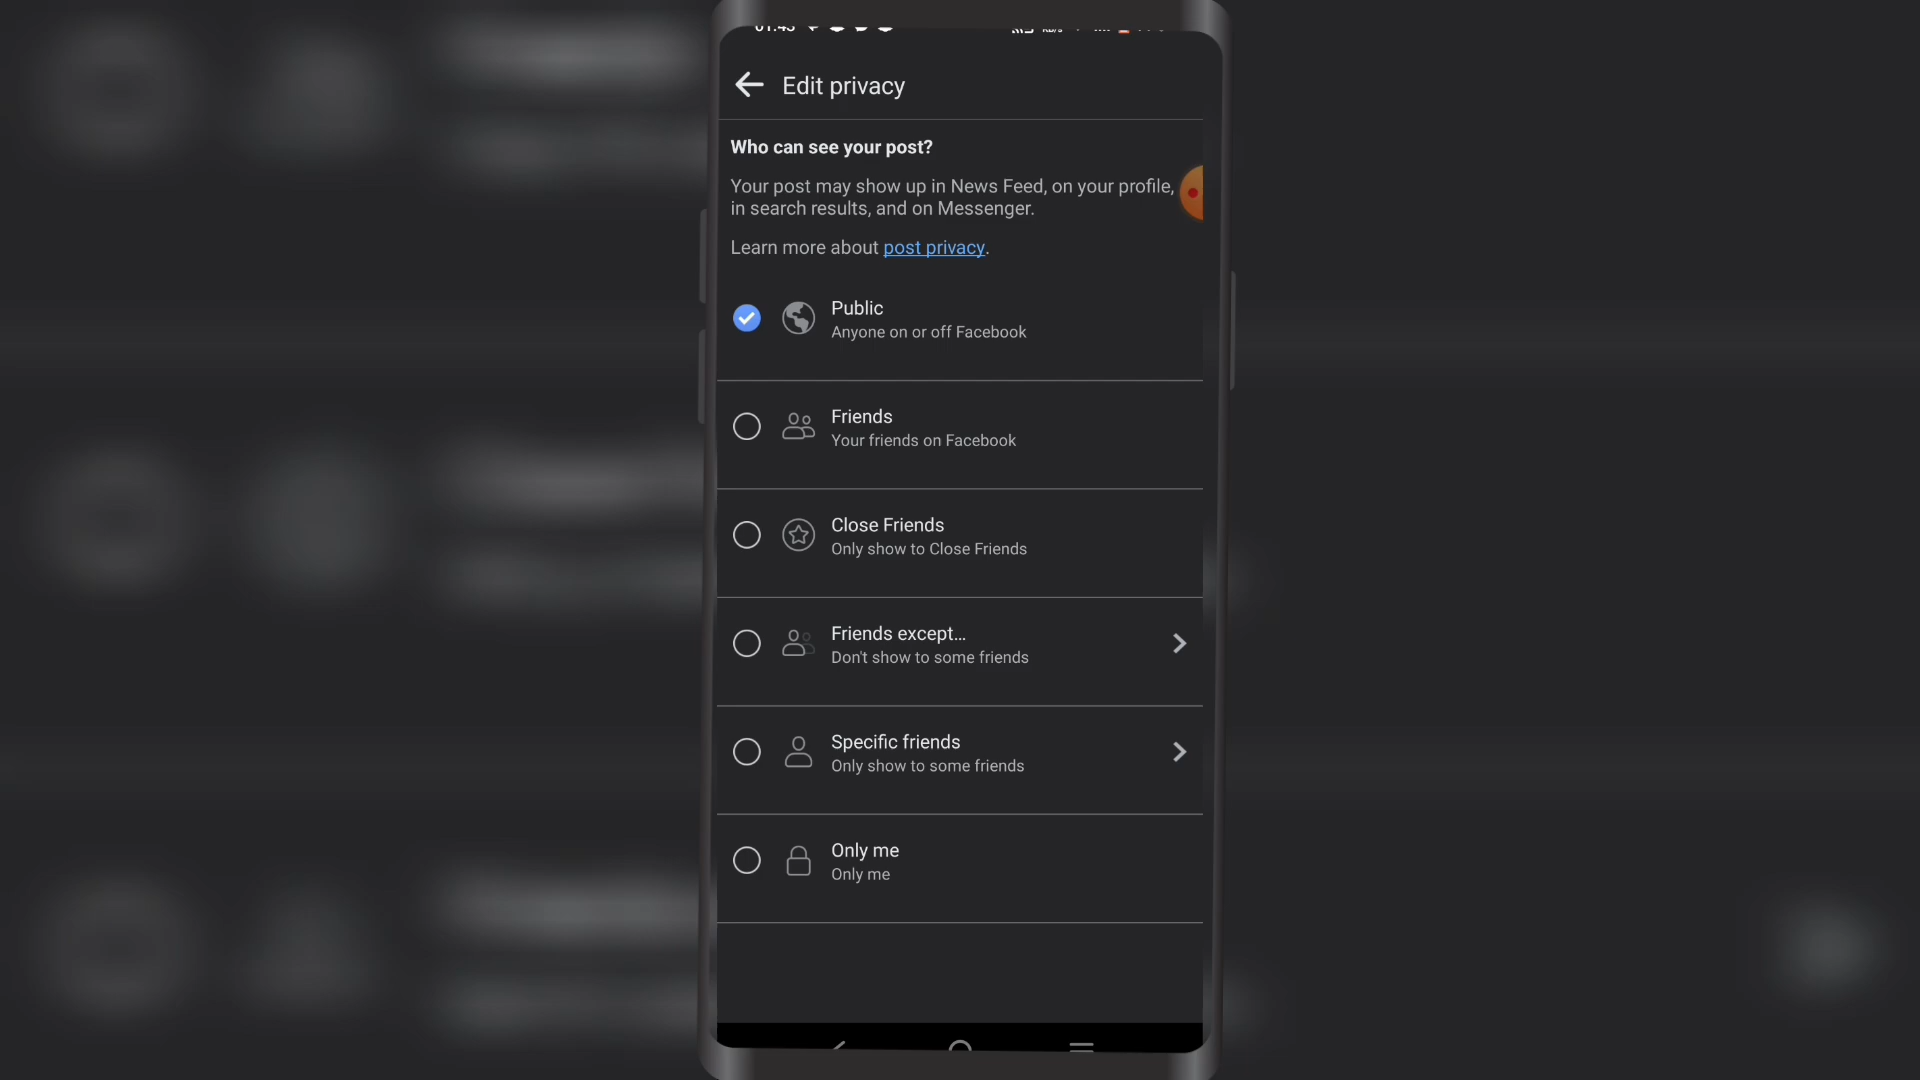 Edit privacy
Who can see your post?
Your post may show up in News Feed, on your profile,
in search results, and on Messenger.
Learn more about post privacy.
Public
Anyone on or off Facebook
Friends
Your friends on Facebook
Close Friends
Only show to Close Friends
Friends except...
Don't show to some friends
Specific friends
Only show to some friends
Only me
Only me